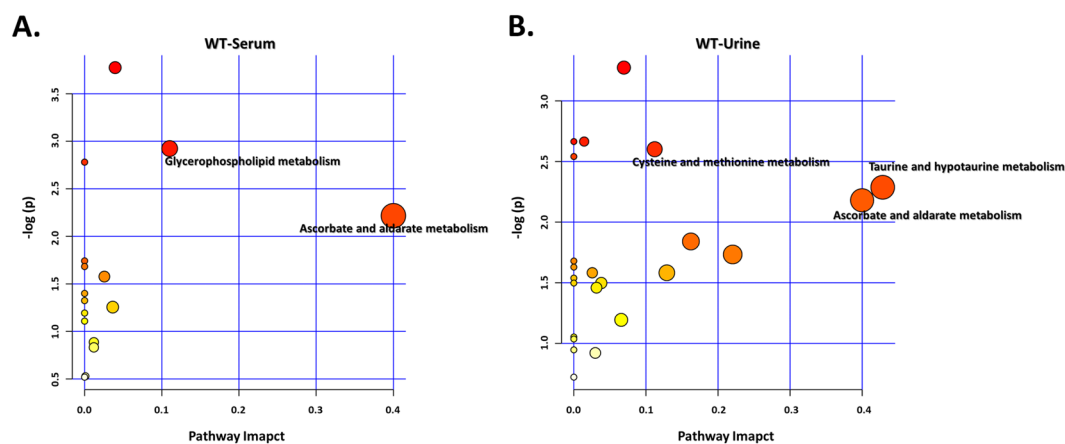 A.
WT-Serum
-log (p)
3.5
3.0
2.5
2.0
1.5
1.0
0.5
Glycerophospholipid metabolism
Ascorbate and aldarate metabolism
0.0 0.1 0.2 0.3 0.4
Pathway Imapct
B.
WT-Urine
-log (p)
3.0
2.5
2.0
1.5
1.0
Cysteine and methionine metabolism
Taurine and hypotaurine metabolism
Ascorbate and aldarate metabolism
0.0 0.1 0.2 0.3 0.4
Pathway Imapct